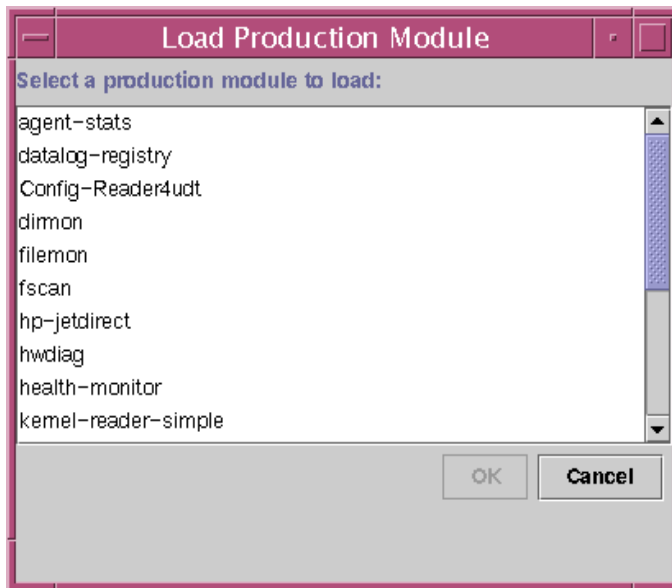 Load Production Module
Select a production module to load:
agent-stats
datalog-registry
Config-Reader4udt
dirmon
filemon
fscan
hp-jetdirect
hwdiag
health-monitor
kernel-reader-simple
OK Cancel